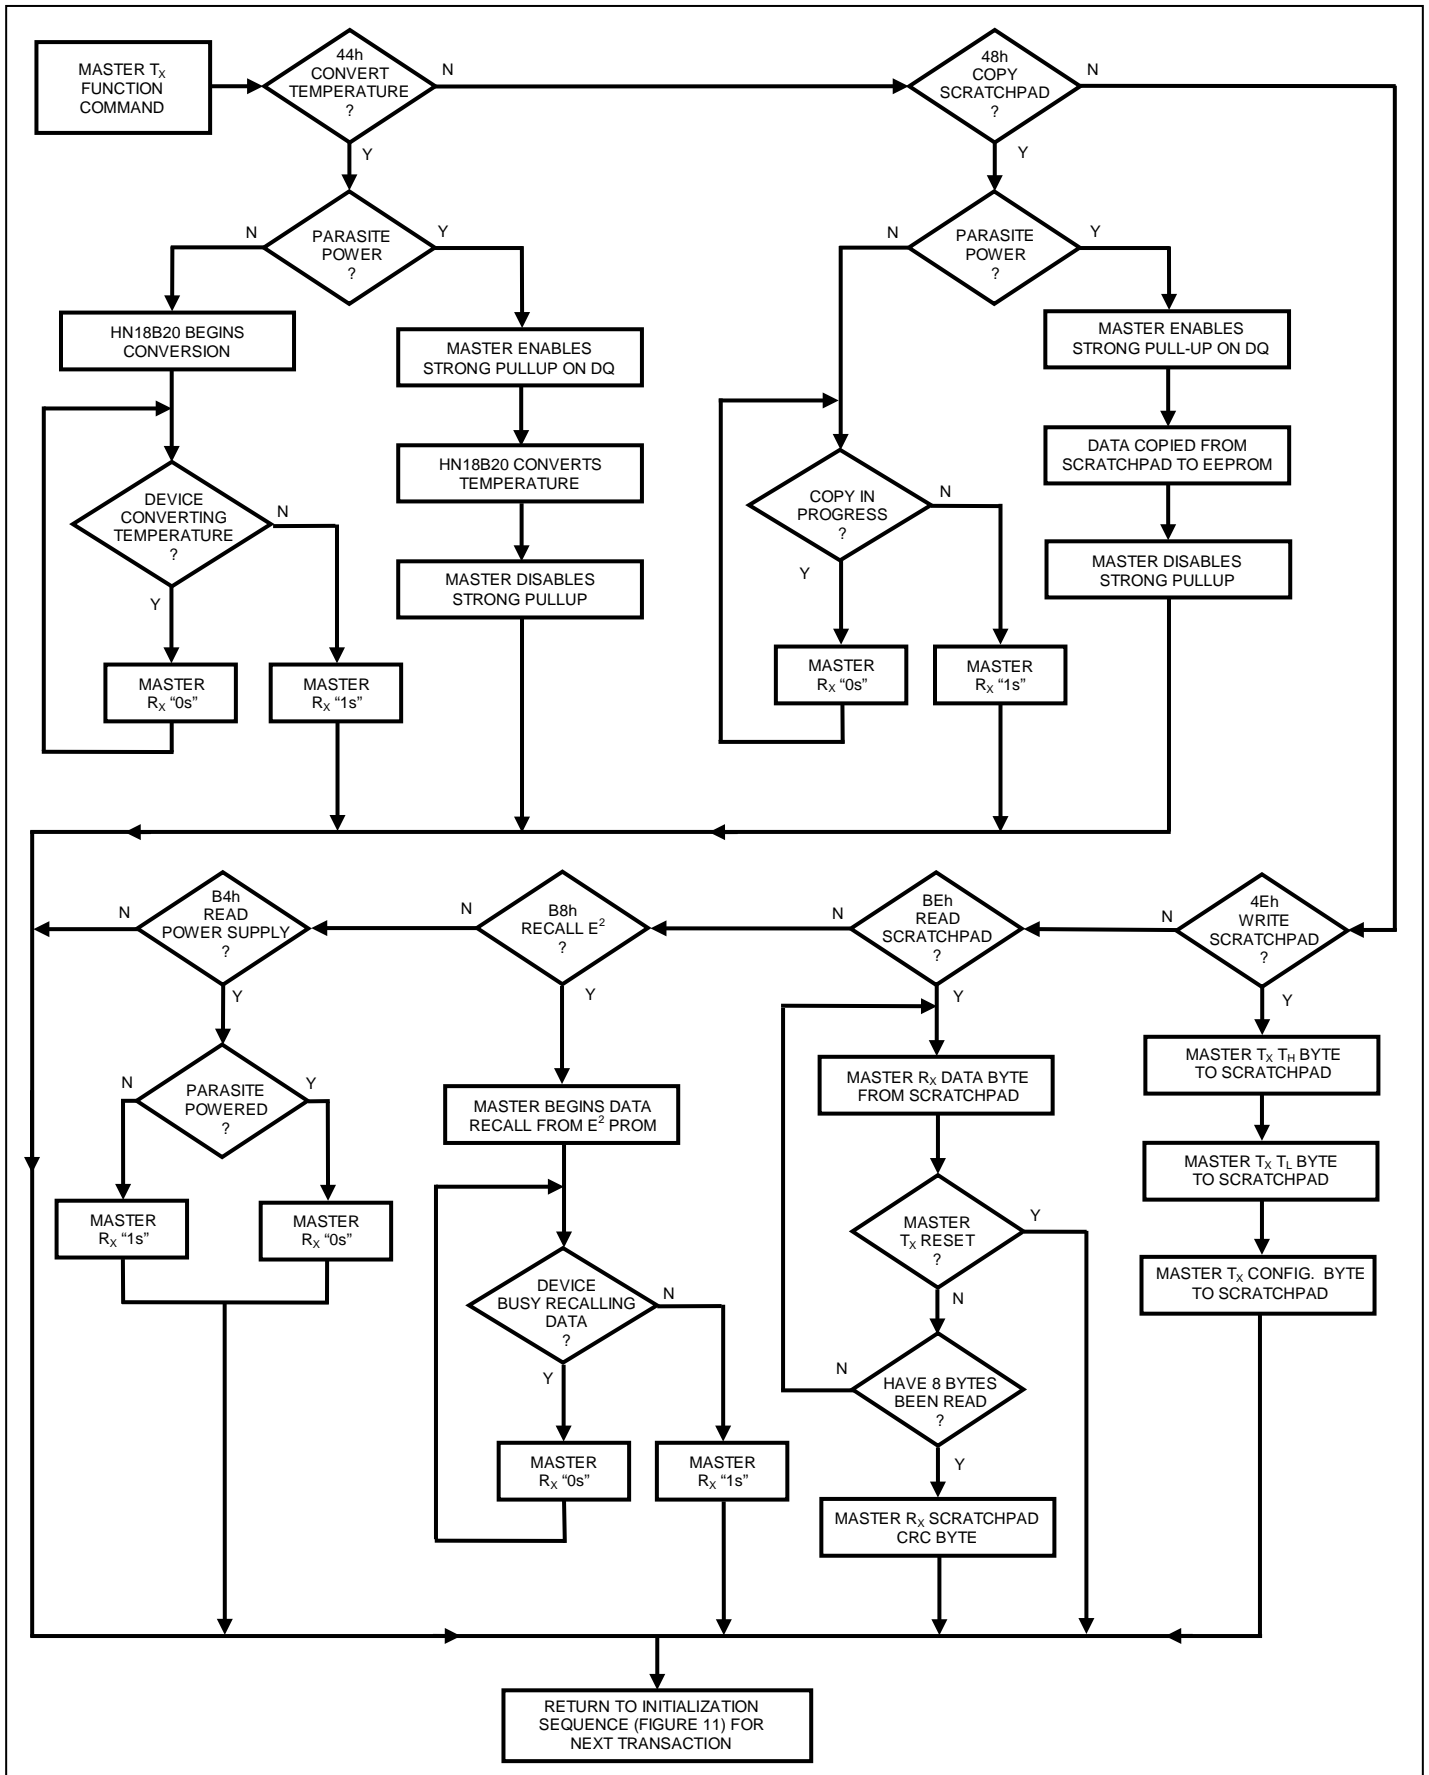 MASTER TX
FUNCTION
COMMAND
44h
CONVERT
TEMPERATURE
?
N
Y
48h
COPY
SCRATCHPAD
?
N
Y
PARASITE
POWER
?
N
Y
PARASITE
POWER
?
N
Y
HN18B20 BEGINS
CONVERSION
MASTER ENABLES
STRONG PULLUP ON DQ
MASTER ENABLES
STRONG PULL-UP ON DQ
HN18B20 CONVERTS
TEMPERATURE
DATA COPIED FROM
SCRATCHPAD TO EEPROM
DEVICE
CONVERTING
TEMPERATURE
?
N
Y
COPY IN
PROGRESS
?
N
Y
MASTER DISABLES
STRONG PULLUP
MASTER DISABLES
STRONG PULLUP
MASTER
RX “0s”
MASTER
RX “1s”
MASTER
RX “0s”
MASTER
RX “1s”
B4h
READ
POWER SUPPLY
?
N
Y
B8h
RECALL E2
?
N
Y
BEh
READ
SCRATCHPAD
?
N
Y
4Eh
WRITE
SCRATCHPAD
?
N
Y
PARASITE
POWERED
?
N
Y
MASTER
RX “1s”
MASTER
RX “0s”
MASTER BEGINS DATA
RECALL FROM E2 PROM
DEVICE
BUSY RECALLING
DATA
?
N
Y
MASTER
RX “0s”
MASTER
RX “1s”
MASTER RX DATA BYTE
FROM SCRATCHPAD
MASTER
TX RESET
?
Y
N
HAVE 8 BYTES
BEEN READ
?
N
Y
MASTER RX SCRATCHPAD
CRC BYTE
MASTER TX TH BYTE
TO SCRATCHPAD
MASTER TX TL BYTE
TO SCRATCHPAD
MASTER TX CONFIG. BYTE
TO SCRATCHPAD
RETURN TO INITIALIZATION
SEQUENCE (FIGURE 11) FOR
NEXT TRANSACTION